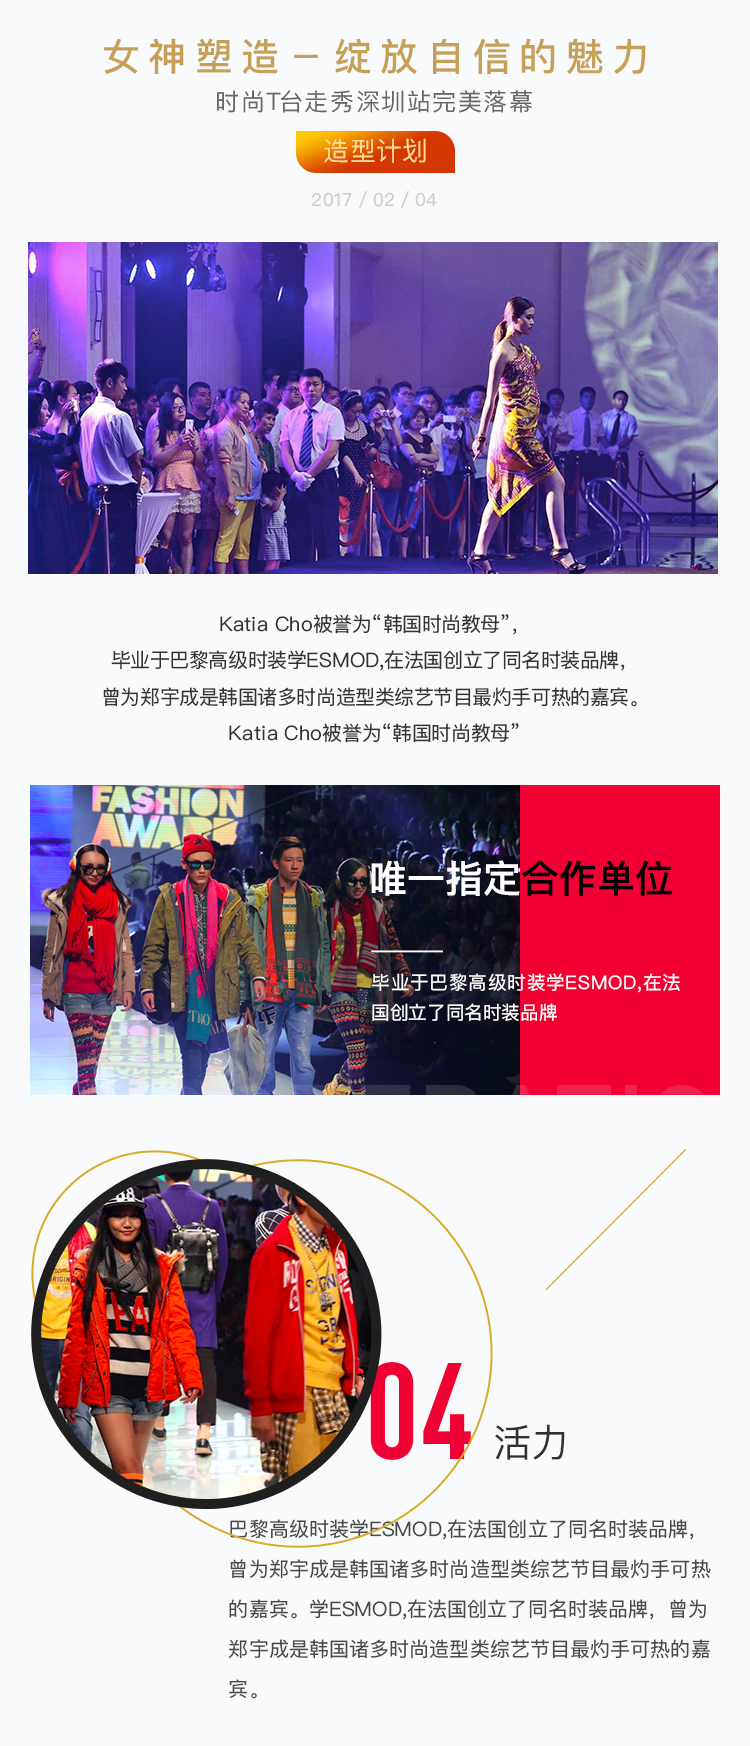 女神塑造 – 绽放自信的魅力
时尚T台走秀深圳站完美落幕
造型计划
2017 / 02 / 04
Katia Cho被誉为“韩国时尚教母”，
毕业于巴黎高级时装学ESMOD,在法国创立了同名时装品牌，
曾为郑宇成是韩国诸多时尚造型类综艺节目最灼手可热的嘉宾。
Katia Cho被誉为“韩国时尚教母”
FASHION
唯一指定合作单位
毕业于巴黎高级时装学ESMOD,在法
国创立了同名时装品牌
04 活力
巴黎高级时装学ESMOD,在法国创立了同名时装品牌，
曾为郑宇成是韩国诸多时尚造型类综艺节目最灼手可热
的嘉宾。学ESMOD,在法国创立了同名时装品牌，曾为
郑宇成是韩国诸多时尚造型类综艺节目最灼手可热的嘉
宾。